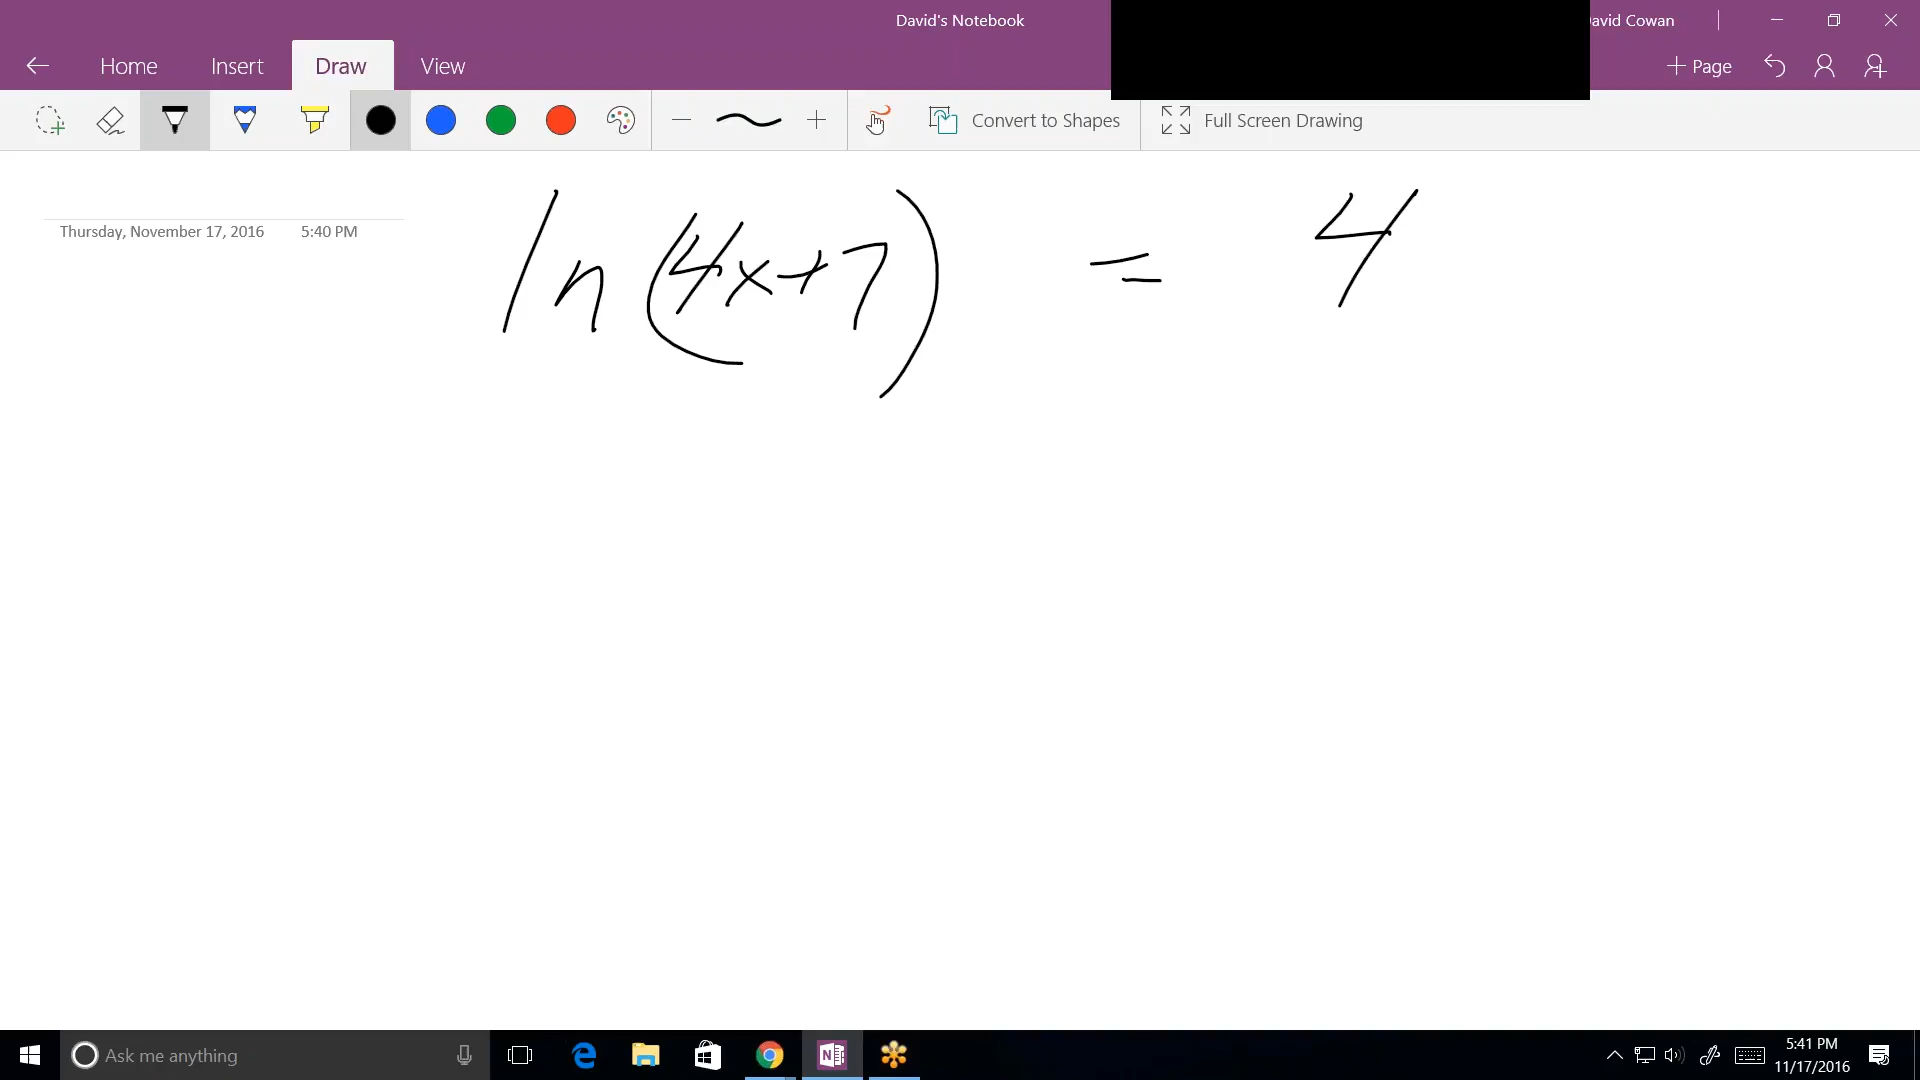 David's Notebook
avid Cowan
Home Insert Draw View Page
Convert to Shapes Full Screen Drawing
ln(4x+7) = 4
Thursday, November 17, 2016 5:40 PM
Ask me anything
5:41 PM
11/17/2016